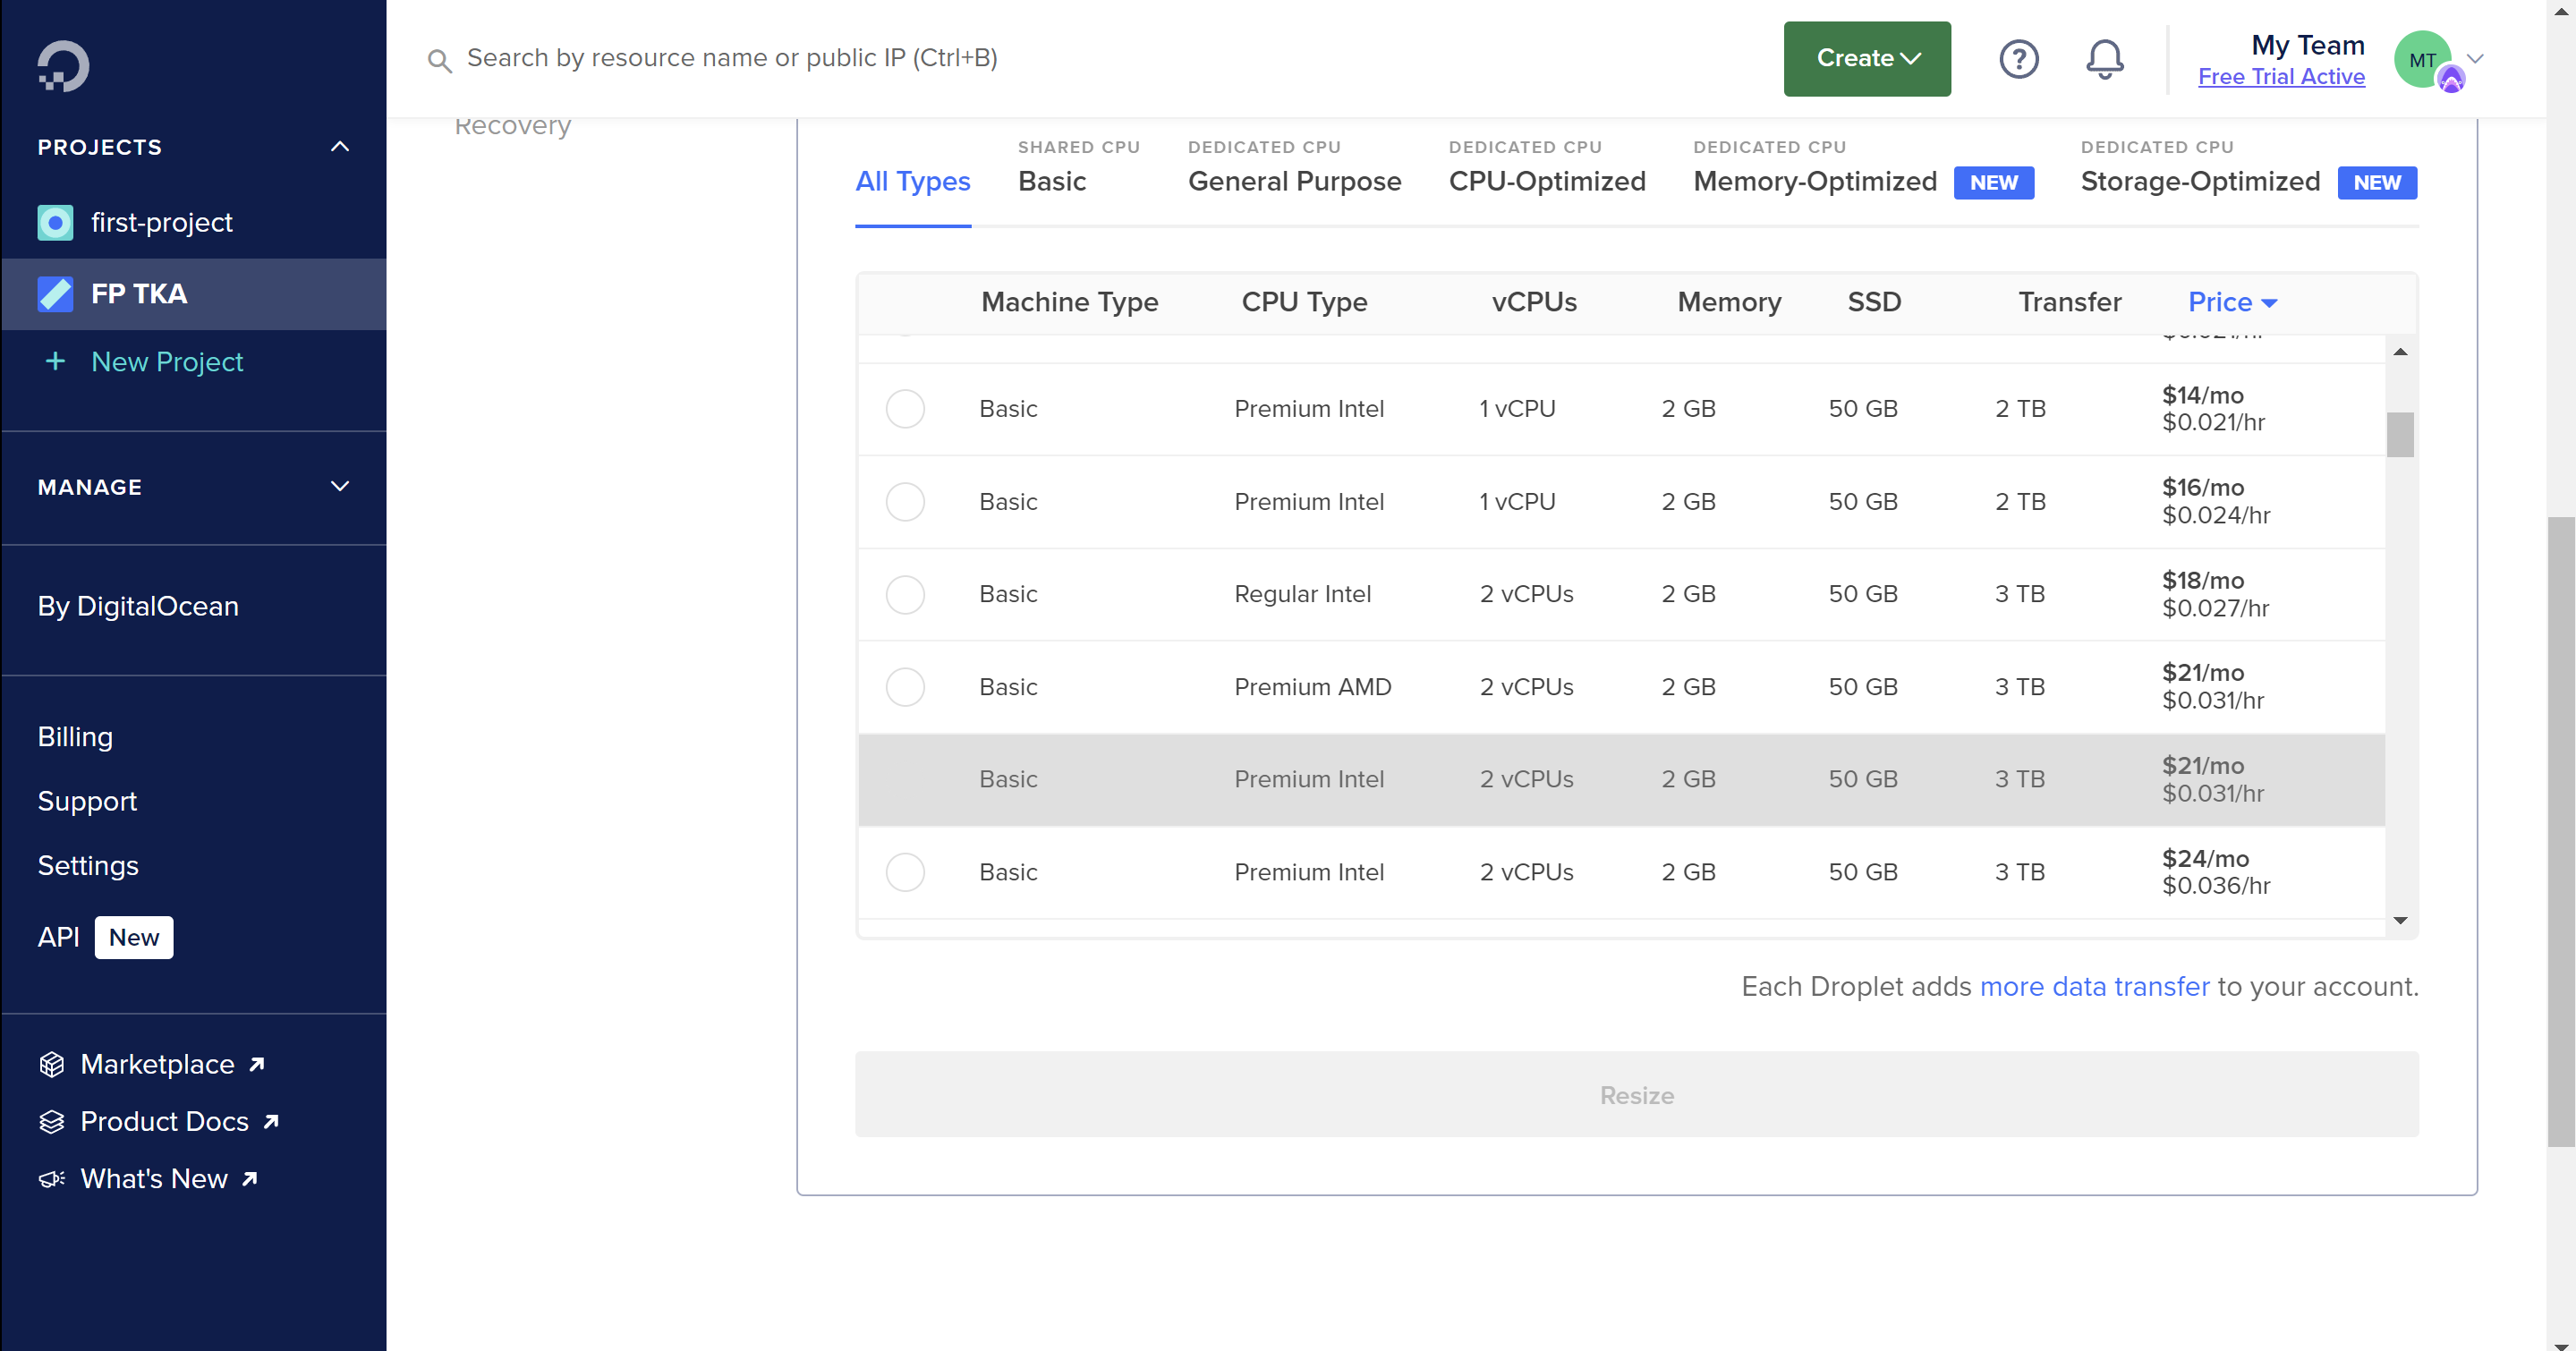 PROJECTS
first-project
FP TKA
+ New Project
MANAGE
By DigitalOcean
Billing
Support
Settings
API New
Marketplace
Product Docs
What's New
Search by resource name or public IP (Ctrl+B)
Create
?
My Team
Free Trial Active
MT
Recovery
All Types
SHARED CPU
Basic
DEDICATED CPU
General Purpose
DEDICATED CPU
CPU-Optimized
DEDICATED CPU
Memory-Optimized NEW
DEDICATED CPU
Storage-Optimized NEW
Machine Type CPU Type vCPUs Memory SSD Transfer Price
$0.021/hr
Basic Premium Intel 1 vCPU 2 GB 50 GB 2 TB $14/mo
$0.021/hr
Basic Premium Intel 1 vCPU 2 GB 50 GB 2 TB $16/mo
$0.024/hr
Basic Regular Intel 2 vCPUs 2 GB 50 GB 3 TB $18/mo
$0.027/hr
Basic Premium AMD 2 vCPUs 2 GB 50 GB 3 TB $21/mo
$0.031/hr
Basic Premium Intel 2 vCPUs 2 GB 50 GB 3 TB $21/mo
$0.031/hr
Basic Premium Intel 2 vCPUs 2 GB 50 GB 3 TB $24/mo
$0.036/hr
Each Droplet adds more data transfer to your account.
Resize